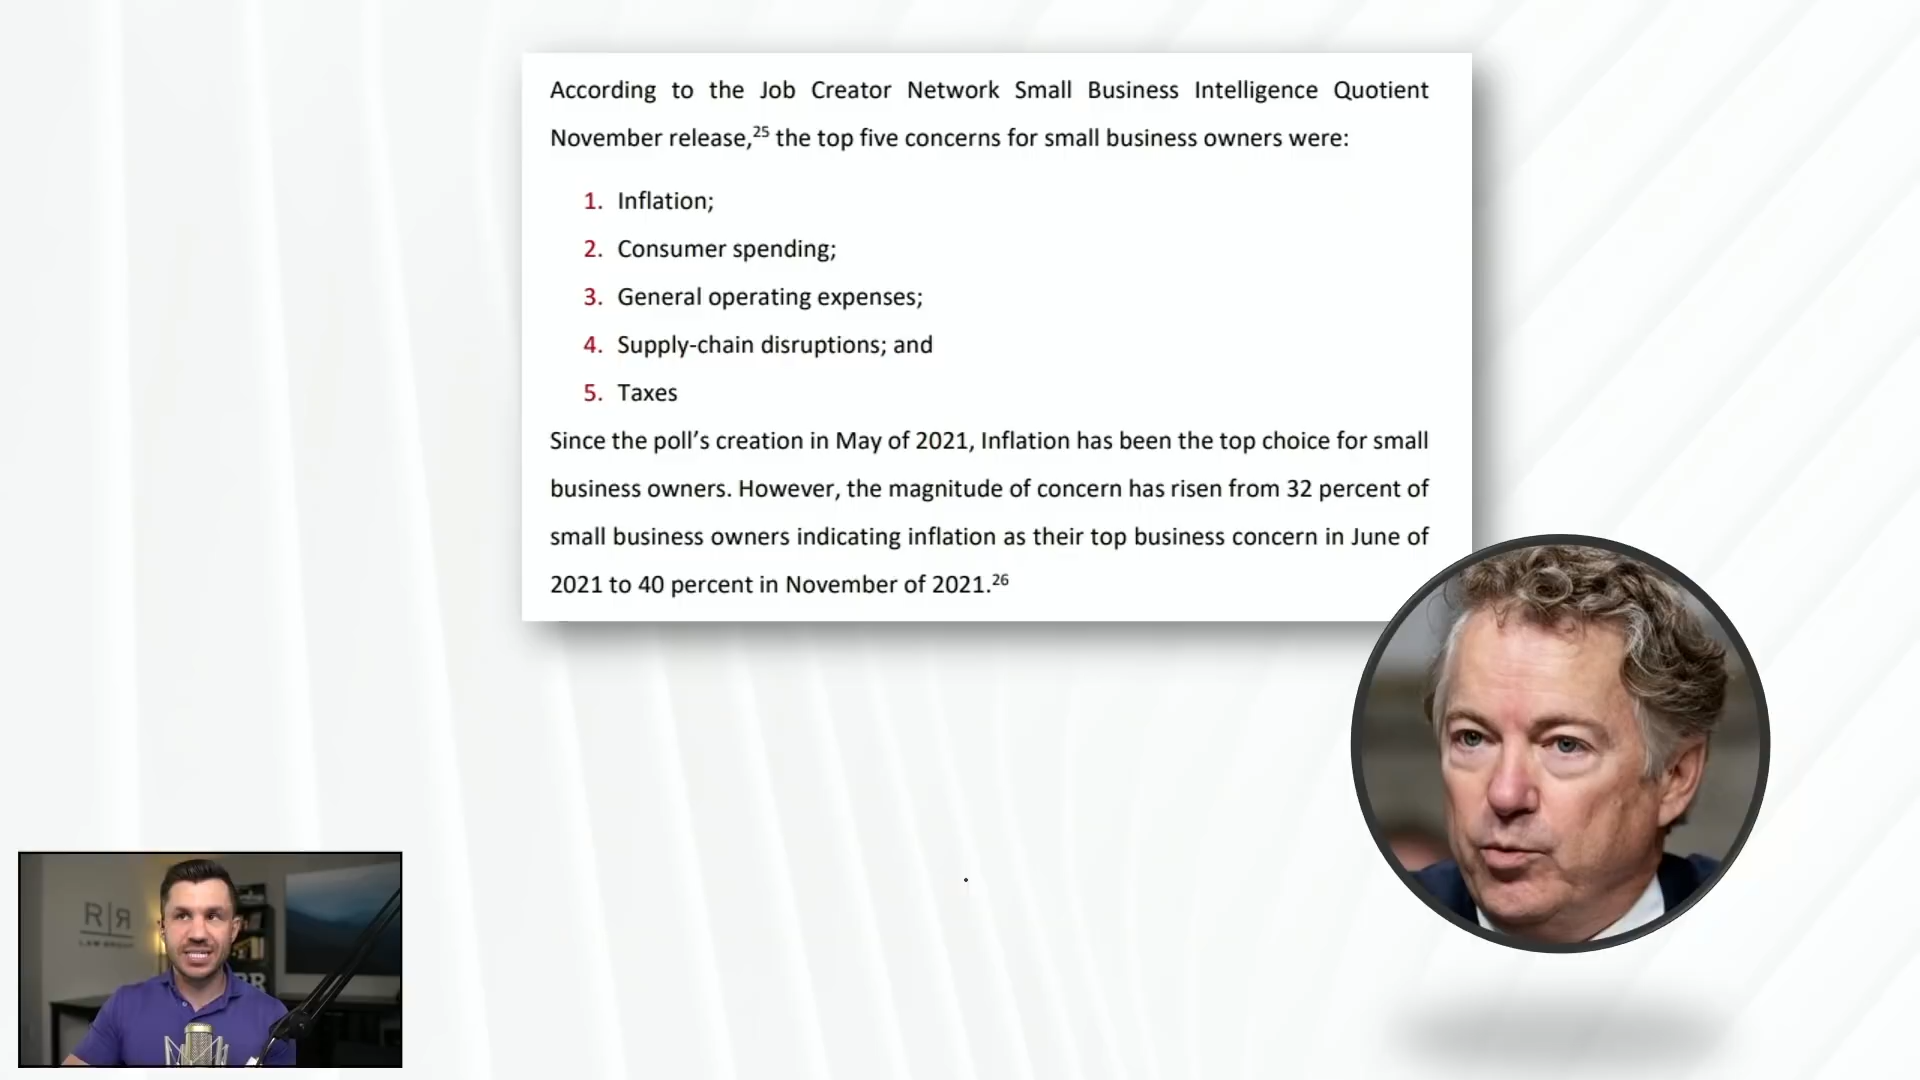 According to the Job Creator Network Small Business Intelligence Quotient
November release,25 the top five concerns for small business owners were:
1. Inflation;
2. Consumer spending;
3. General operating expenses;
4. Supply-chain disruptions; and
5. Taxes
Since the poll’s creation in May of 2021, Inflation has been the top choice for small
business owners. However, the magnitude of concern has risen from 32 percent of
small business owners indicating inflation as their top business concern in June of
2021 to 40 percent in November of 2021.26
R|R
LAW GROUP